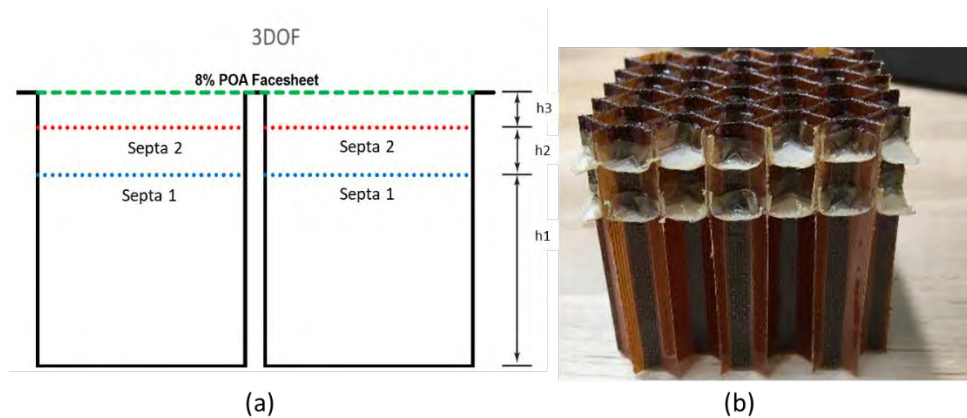 3DOF
8% POA Facesheet
h3
Septa 2
Septa 2
h2
Septa 1
Septa 1
h1
(a)
(b)